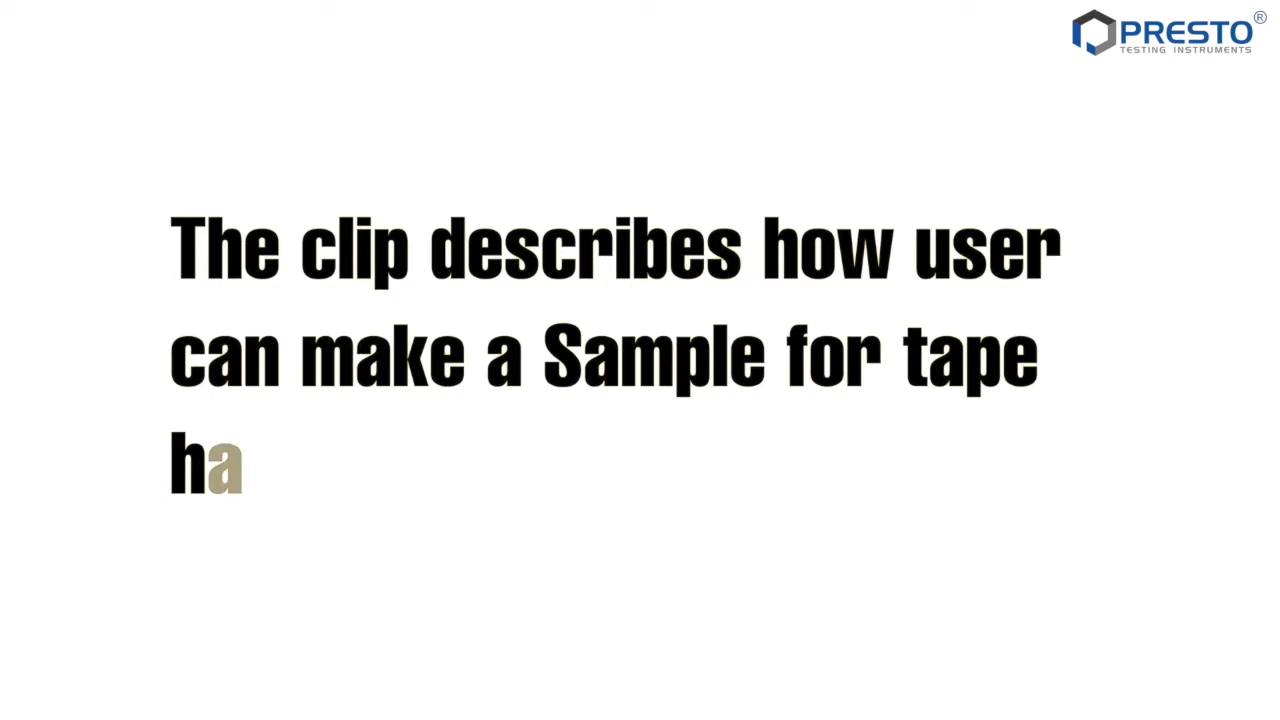 PRESTO®
TESTING INSTRUMENTS
The clip describes how user
can make a Sample for tape
ha